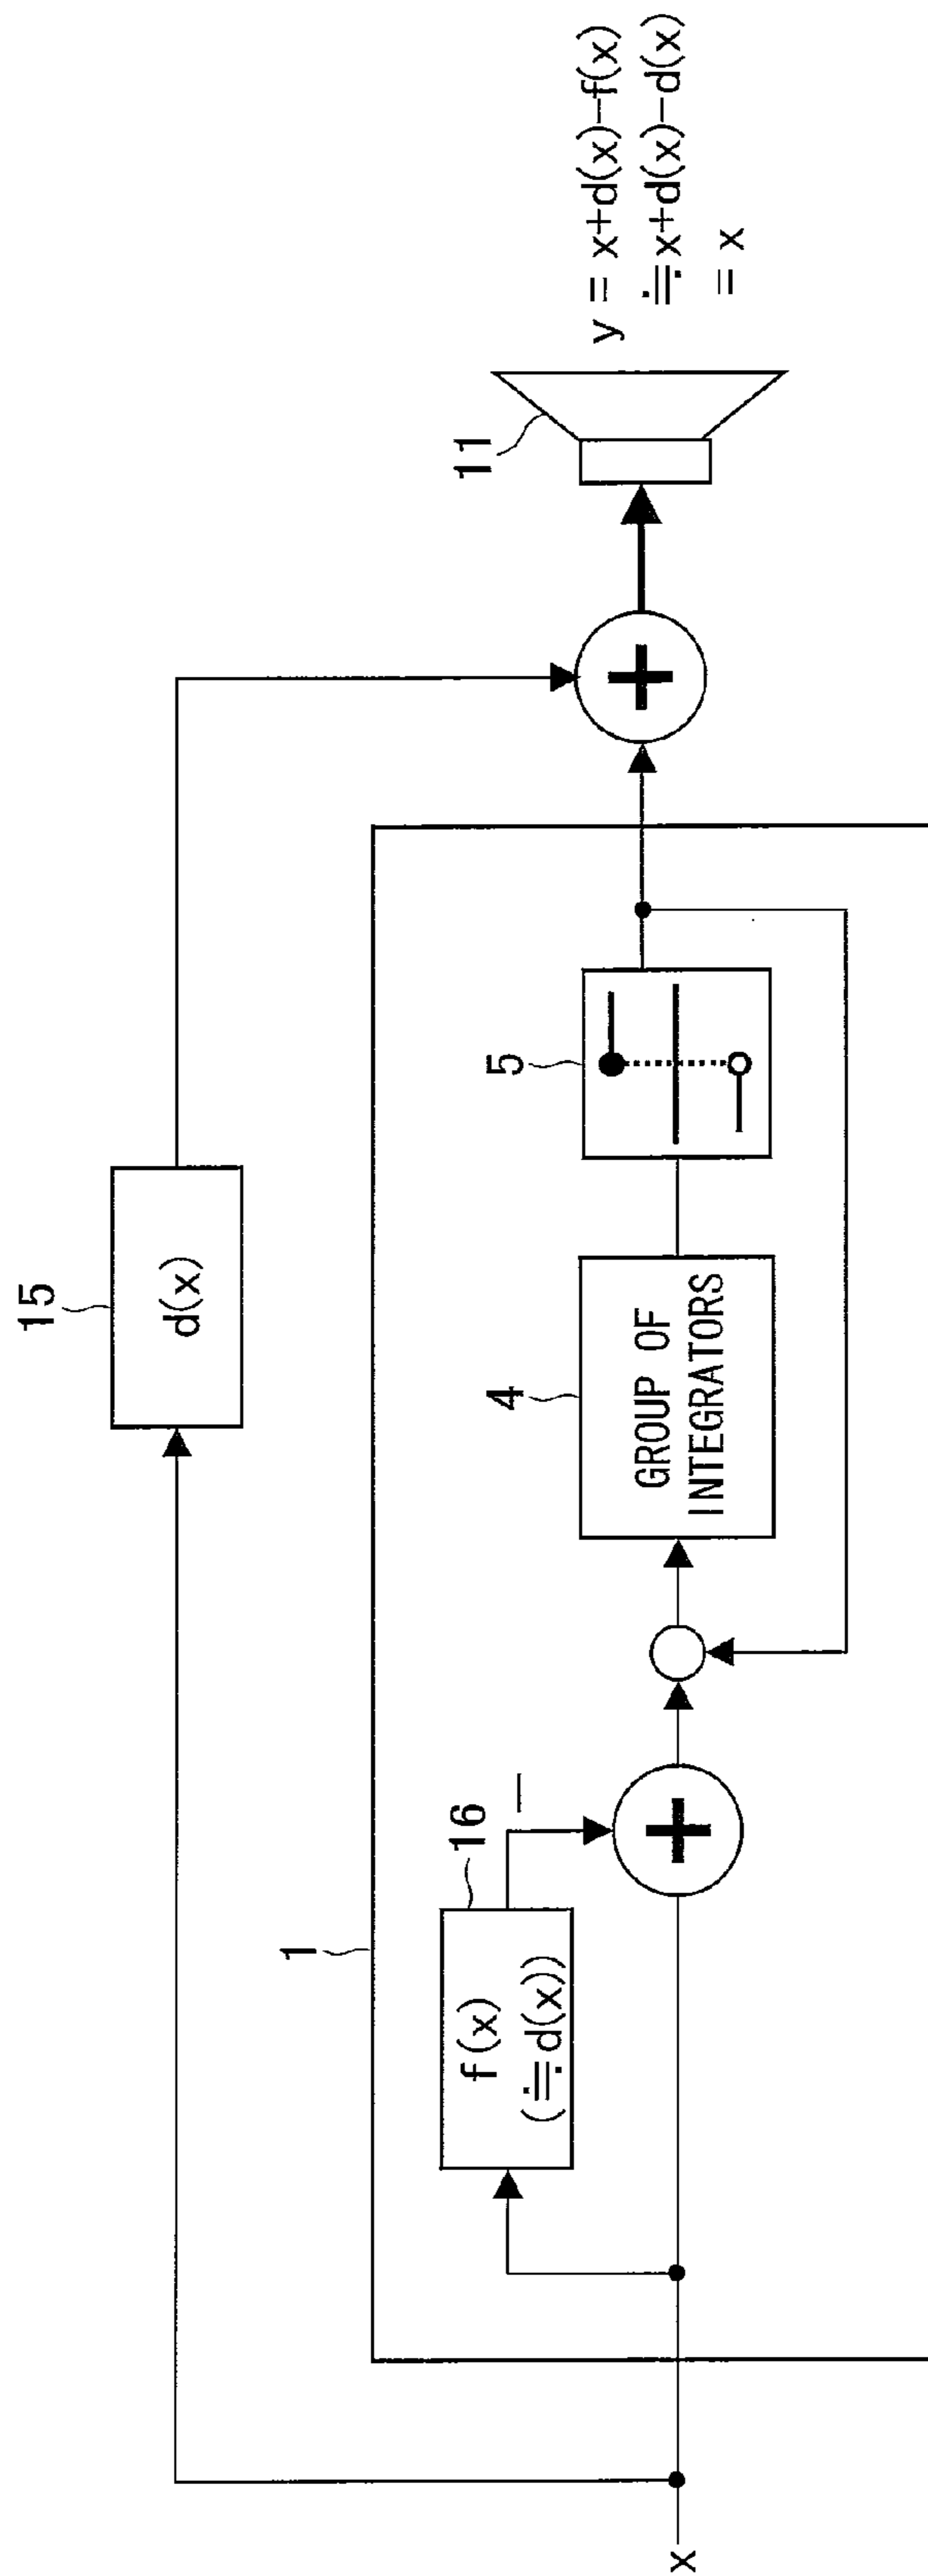 15
d(x)
y = x+d(x)−f(x)
≒x+d(x)−d(x)
= x
11
1
16
−
f(x)
(≒d(x))
4
GROUP OF
INTEGRATORS
5
x